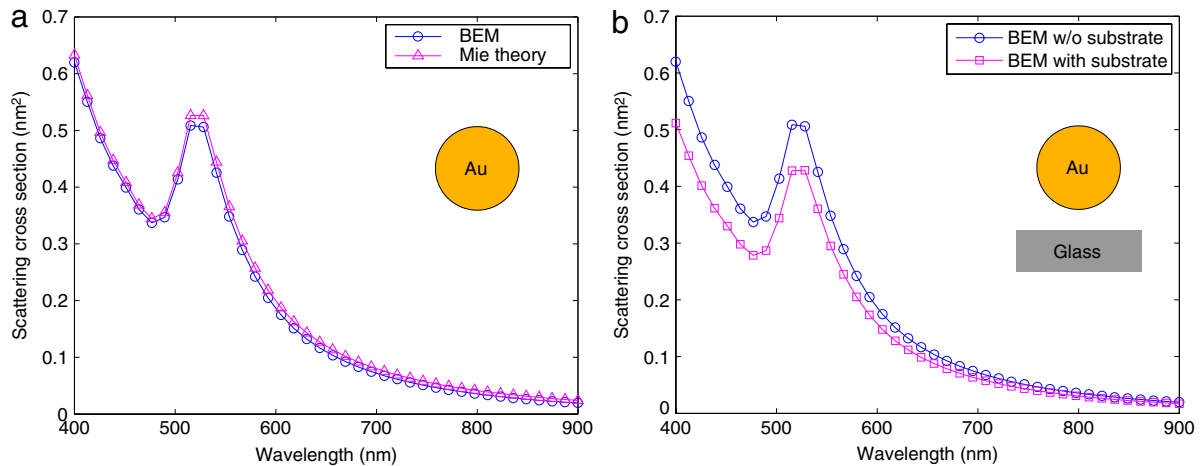 a
0.7
0.6
0.5
0.4
0.3
0.2
0.1
0
400
500
600
700
800
900
Wavelength (nm)
Scattering cross section (nm²)
BEM
Mie theory
Au
b
0.7
0.6
0.5
0.4
0.3
0.2
0.1
0
400
500
600
700
800
900
Wavelength (nm)
Scattering cross section (nm²)
BEM w/o substrate
BEM with substrate
Au
Glass